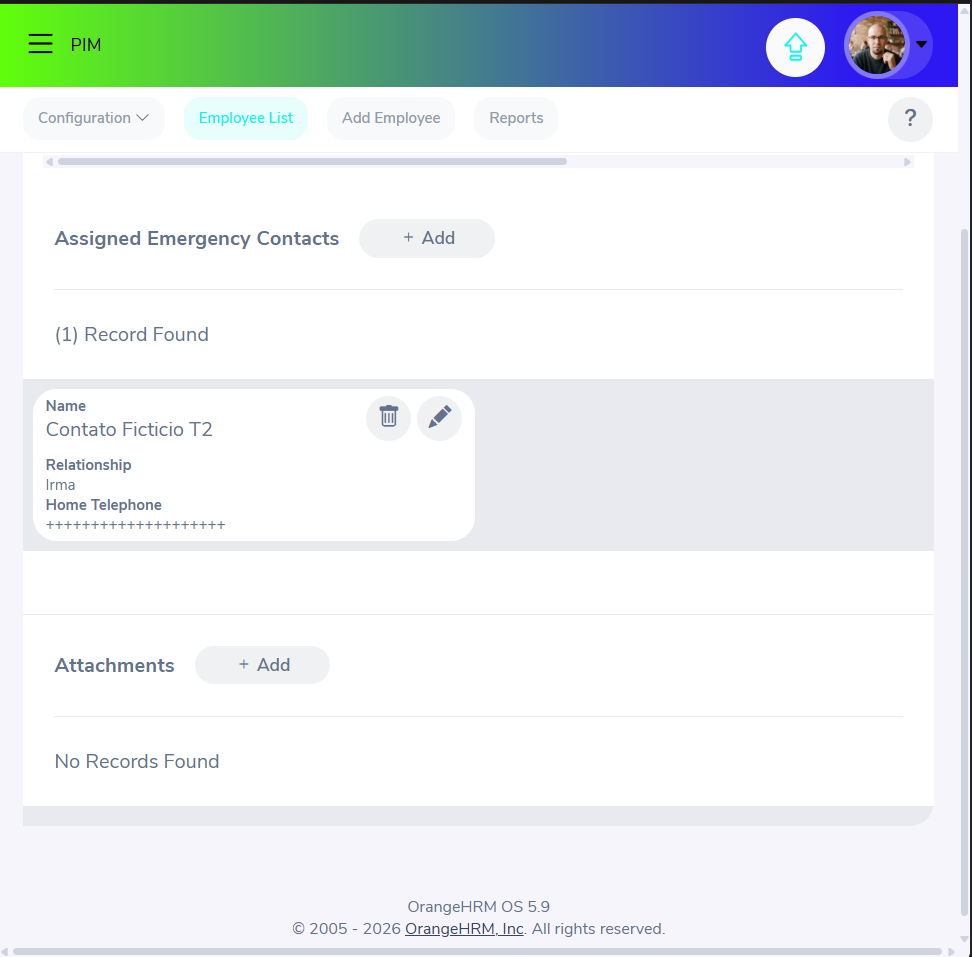 PIM
Configuration
Employee List
Add Employee
Reports
?
Assigned Emergency Contacts
+ Add
(1) Record Found
Name
Contato Ficticio T2
Relationship
Irma
Home Telephone
++++++++++++++++++++
Attachments
+ Add
No Records Found
OrangeHRM OS 5.9
© 2005 - 2026 OrangeHRM, Inc. All rights reserved.